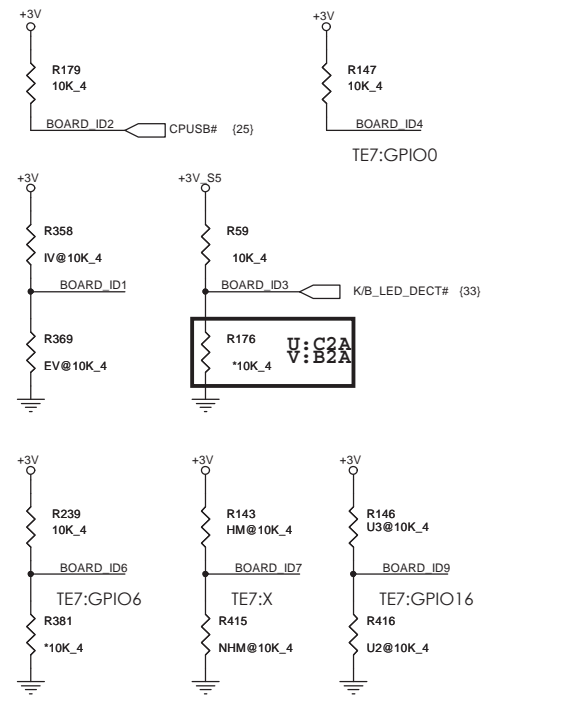 +3V
R179
10K_4
BOARD_ID2
CPUSB# {25}
+3V
R147
10K_4
BOARD_ID4
TE7:GPIO0
+3V
R358
IV@10K_4
BOARD_ID1
R369
EV@10K_4
+3V_S5
R59
10K_4
BOARD_ID3
K/B_LED_DECT# {33}
R176
*10K_4
U:C2A
V:B2A
+3V
R239
10K_4
BOARD_ID6
TE7:GPIO6
R381
*10K_4
+3V
R143
HM@10K_4
BOARD_ID7
TE7:X
R415
NHM@10K_4
+3V
R146
U3@10K_4
BOARD_ID9
TE7:GPIO16
R416
U2@10K_4